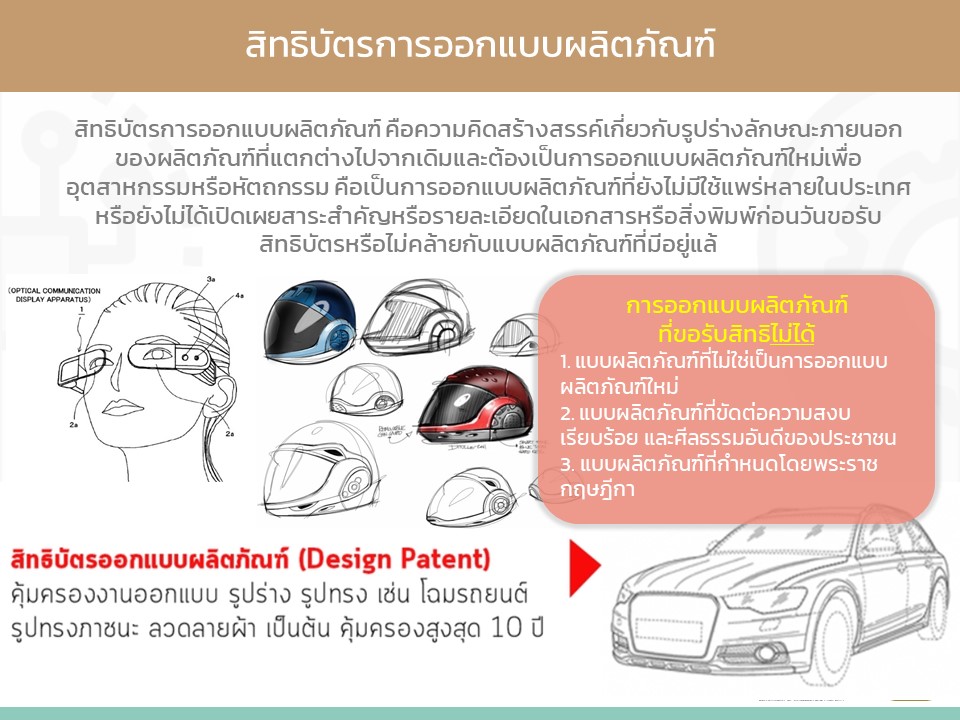 สิทธิบัตรการออกแบบผลิตภัณฑ์
สิทธิบัตรการออกแบบผลิตภัณฑ์ คือความคิดสร้างสรรค์เกี่ยวกับรูปร่างลักษณะภายนอก
ของผลิตภัณฑ์ที่แตกต่างไปจากเดิมและต้องเป็นการออกแบบผลิตภัณฑ์ใหม่เพื่อ
อุตสาหกรรมหรือหัตถกรรม คือเป็นการออกแบบผลิตภัณฑ์ที่ยังไม่มีใช้แพร่หลายในประเทศ
หรือยังไม่ได้เปิดเผยสาระสำคัญหรือรายละเอียดในเอกสารหรือสิ่งพิมพ์ก่อนวันขอรับ
สิทธิบัตรหรือไม่คล้ายกับแบบผลิตภัณฑ์ที่มีอยู่แล้
(OPTICAL COMMUNICATION
DISPLAY APPARATUS)
1
3a
4a
2a
2a
การออกแบบผลิตภัณฑ์
ที่ขอรับสิทธิไม่ได้
1. แบบผลิตภัณฑ์ที่ไม่ใช่เป็นการออกแบบ
ผลิตภัณฑ์ใหม่
2. แบบผลิตภัณฑ์ที่ขัดต่อความสงบ
เรียบร้อย และศีลธรรมอันดีของประชาชน
3. แบบผลิตภัณฑ์ที่กำหนดโดยพระราช
กฤษฎีกา
สิทธิบัตรออกแบบผลิตภัณฑ์ (Design Patent)
คุ้มครองงานออกแบบ รูปร่าง รูปทรง เช่น โฉมรถยนต์
รูปทรงภาชนะ ลวดลายผ้า เป็นต้น คุ้มครองสูงสุด 10 ปี